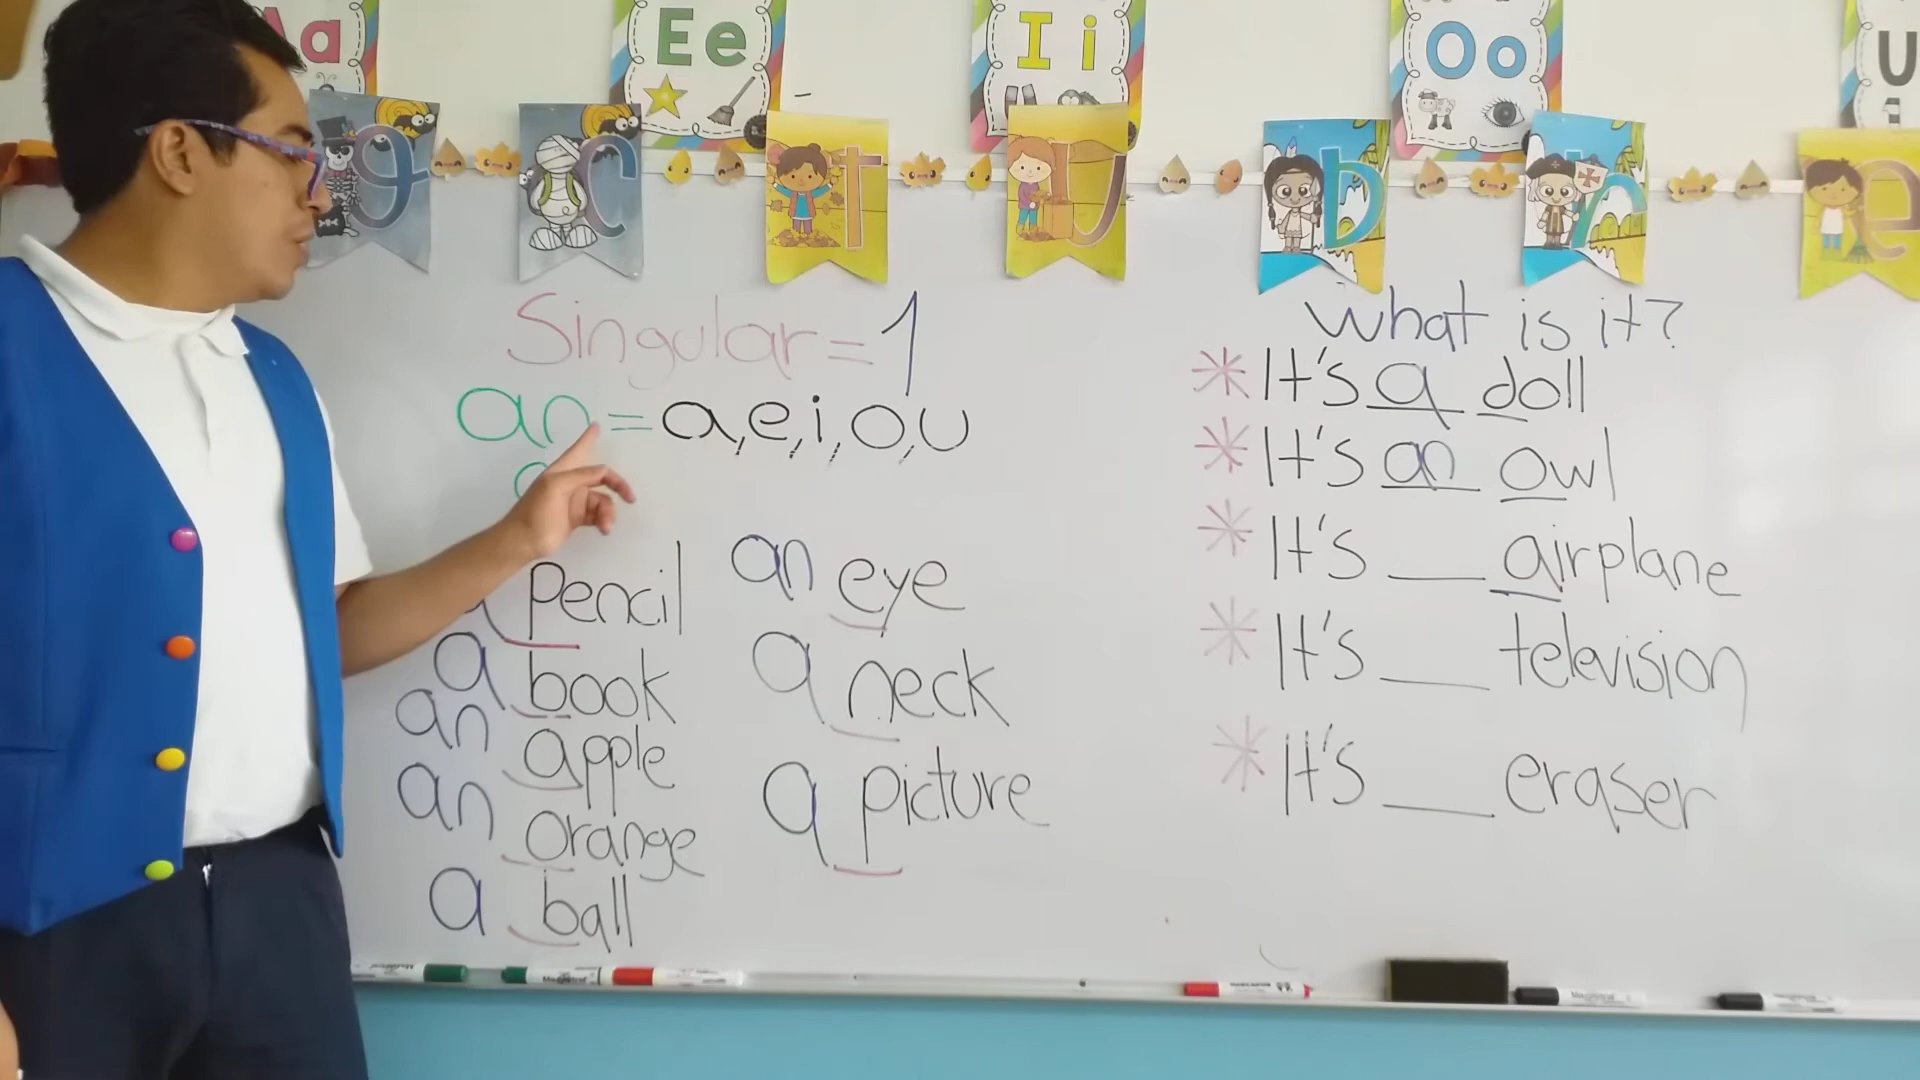 Aa
Ee
Ii
Oo
U
o
c
t
u
b
r
e
Singular = 1
an = a, e, i, o, u
a pencil
a book
an apple
an orange
a ball
an eye
a neck
a picture
What is it?
* It's a doll
* It's an owl
* It's ___ airplane
* It's ___ television
* It's ___ eraser